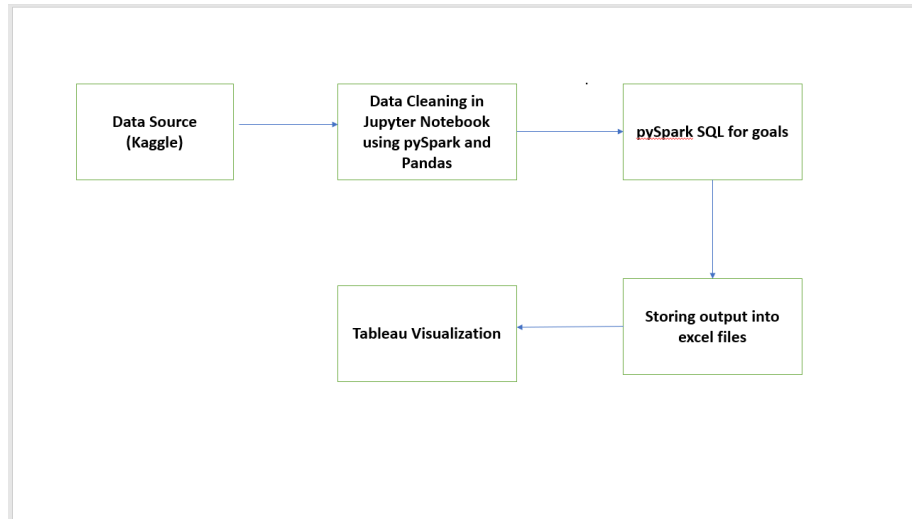 Data Source
(Kaggle)
Data Cleaning in
Jupyter Notebook
using pySpark and
Pandas
pySpark SQL for goals
Storing output into
excel files
Tableau Visualization